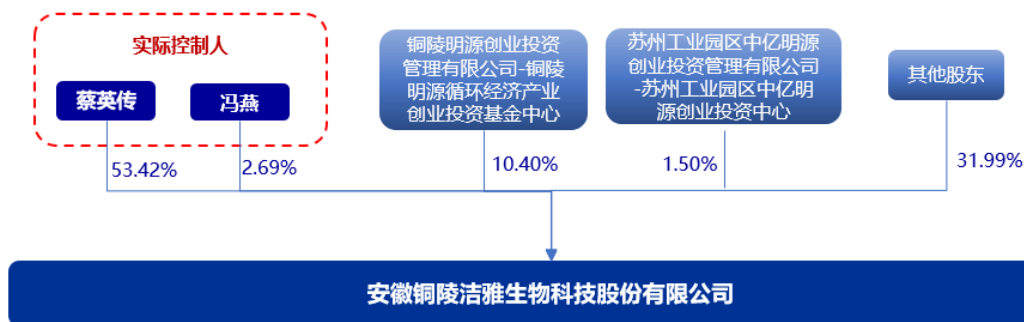 实际控制人
蔡英传
冯燕
铜陵明源创业投资
管理有限公司-铜陵
明源循环经济产业
创业投资基金中心
苏州工业园区中亿明源
创业投资管理有限公司
-苏州工业园区中亿明
源创业投资中心
其他股东
53.42%
2.69%
10.40%
1.50%
31.99%
安徽铜陵洁雅生物科技股份有限公司